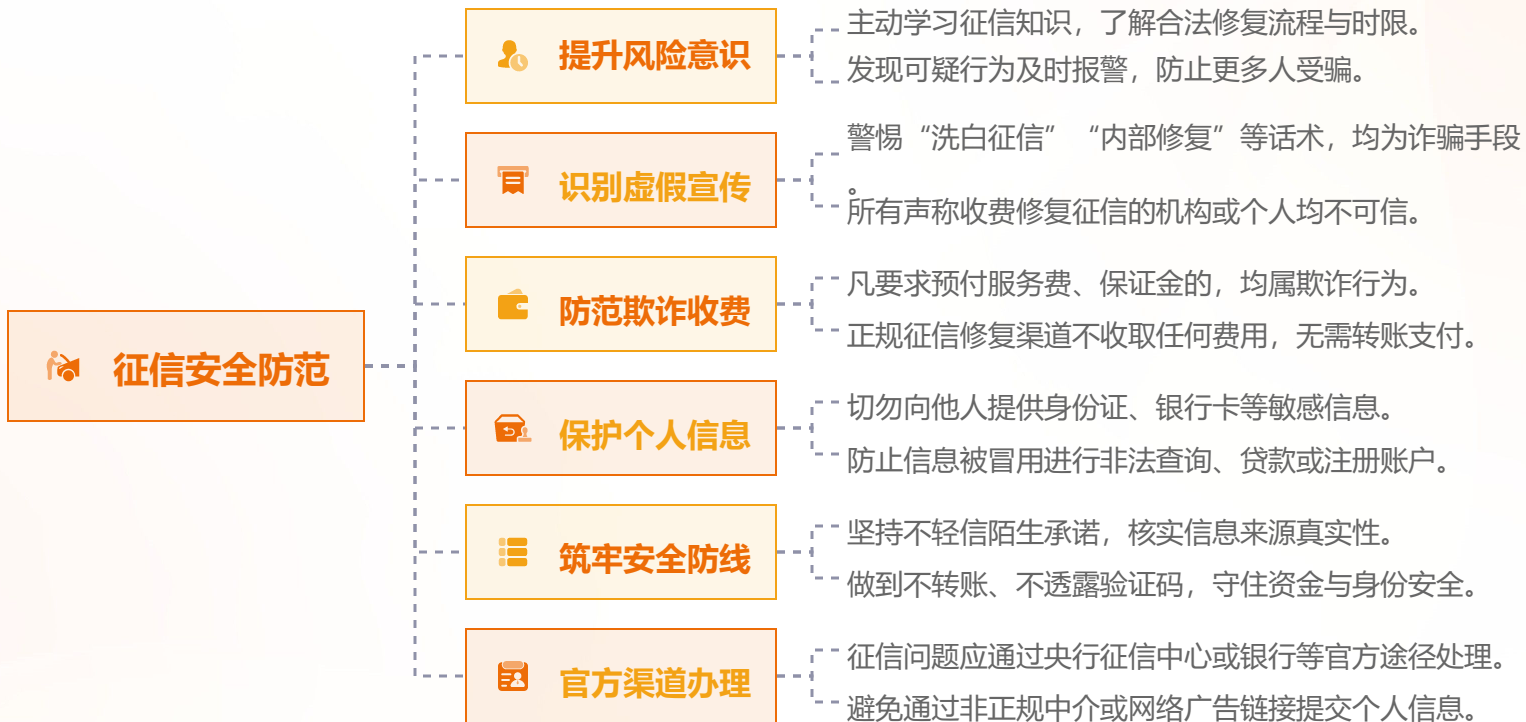 征信安全防范
提升风险意识
主动学习征信知识，了解合法修复流程与时限。
发现可疑行为及时报警，防止更多人受骗。
识别虚假宣传
警惕“洗白征信”“内部修复”等话术，均为诈骗手段
。
所有声称收费修复征信的机构或个人均不可信。
防范欺诈收费
凡要求预付服务费、保证金的，均属欺诈行为。
正规征信修复渠道不收取任何费用，无需转账支付。
保护个人信息
切勿向他人提供身份证、银行卡等敏感信息。
防止信息被冒用进行非法查询、贷款或注册账户。
筑牢安全防线
坚持不轻信陌生承诺，核实信息来源真实性。
做到不转账、不透露验证码，守住资金与身份安全。
官方渠道办理
征信问题应通过央行征信中心或银行等官方途径处理。
避免通过非正规中介或网络广告链接提交个人信息。